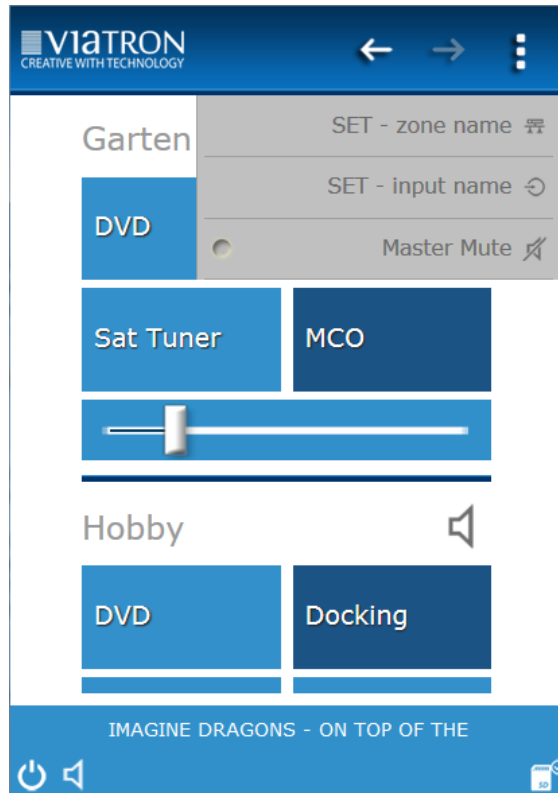 VIATRON
CREATIVE WITH TECHNOLOGY
Garten
SET - zone name
SET - input name
Master Mute
DVD
Sat Tuner
MCO
Hobby
DVD
Docking
IMAGINE DRAGONS - ON TOP OF THE
SD